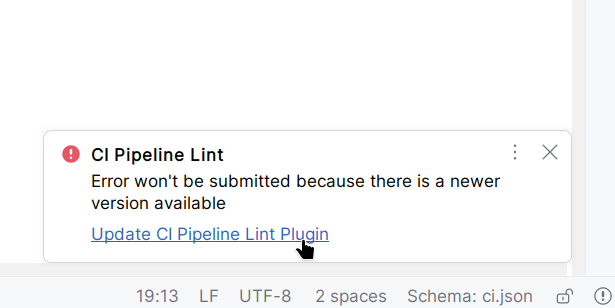 CI Pipeline Lint
Error won't be submitted because there is a newer
version available
Update CI Pipeline Lint Plugin
19:13 LF UTF-8 2 spaces Schema: ci.json